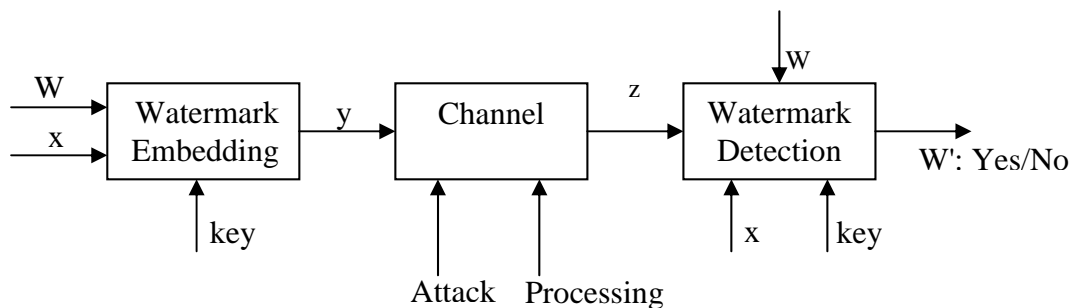 W
x
Watermark
Embedding
key
y
Channel
Attack
Processing
z
W
Watermark
Detection
x
key
W': Yes/No